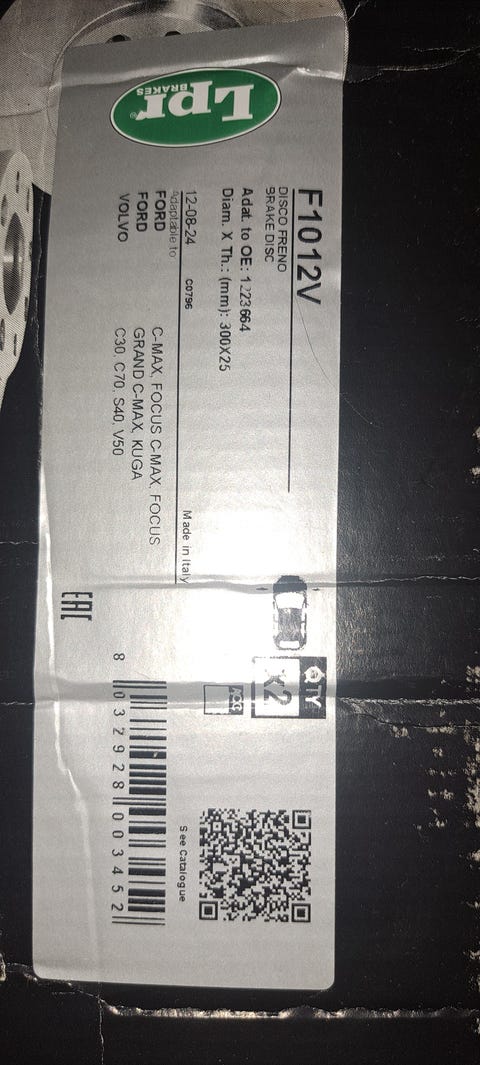 Lpr®
BRAKES
F1012V
DISCO FRENO
BRAKE DISC
Adat. to OE: 1223664
Diam. X Th.: (mm): 300X25
12-08-24 C0796 Made in Italy
Adaptable to
FORD C-MAX, FOCUS C-MAX, FOCUS
FORD GRAND C-MAX, KUGA
VOLVO C30, C70, S40, V50
QTY
x2
ACC
See Catalogue
EAC
8 032928 003452